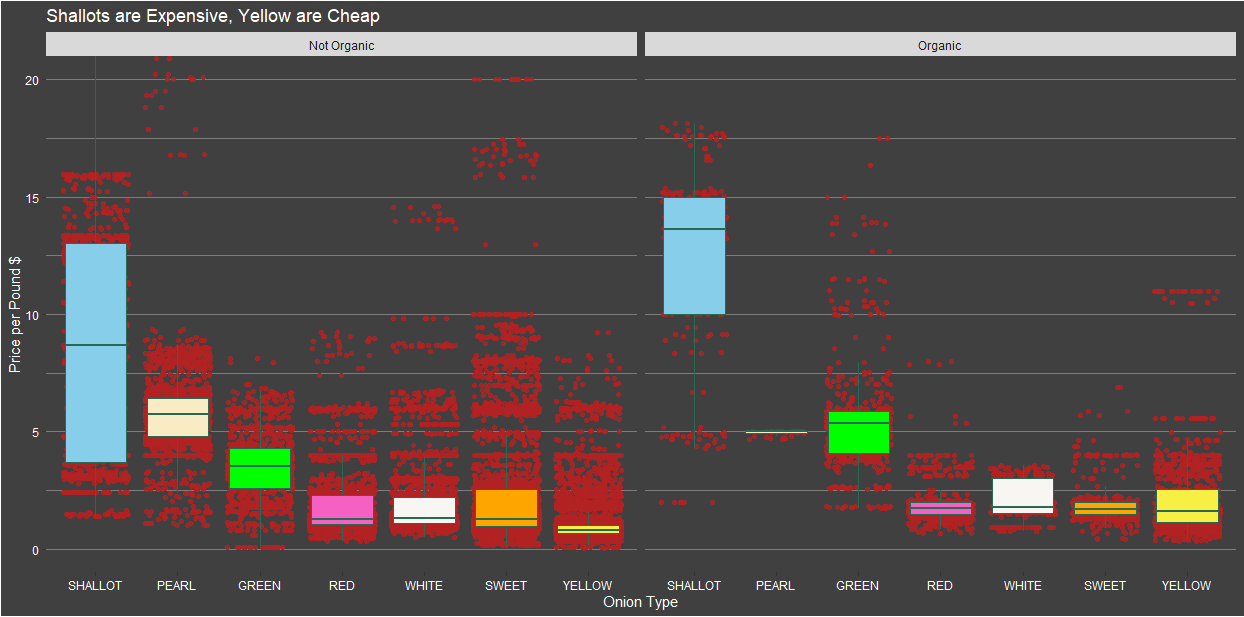 Shallots are Expensive, Yellow are Cheap
Not Organic
Organic
Price per Pound $
20
15
10
5
0
SHALLOT PEARL GREEN RED WHITE SWEET YELLOW
SHALLOT PEARL GREEN RED WHITE SWEET YELLOW
Onion Type